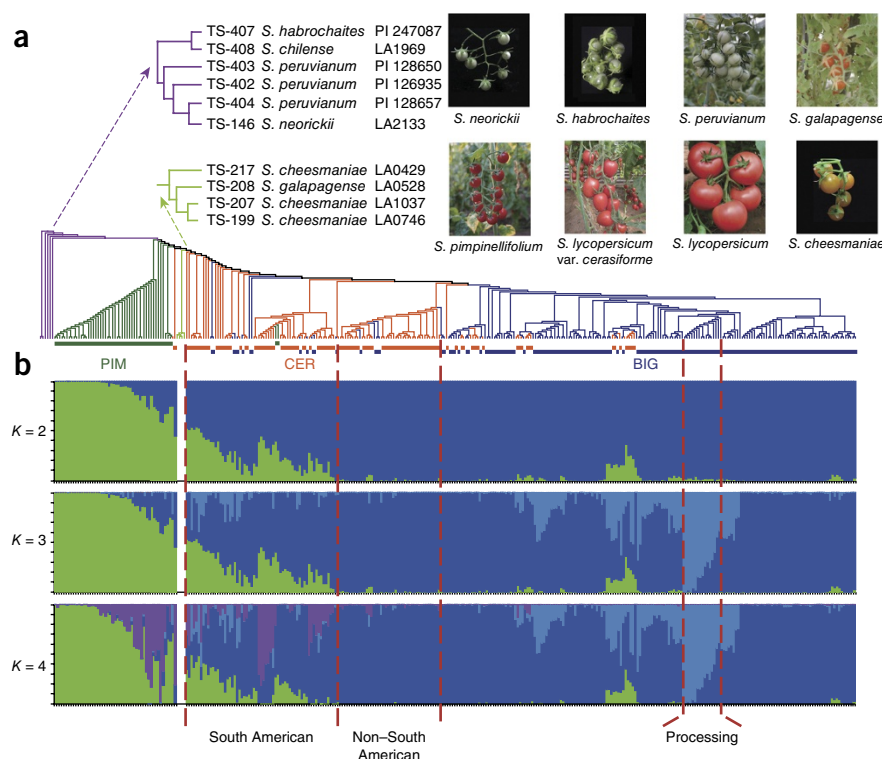 a
TS-407 S. habrochaites PI 247087
TS-408 S. chilense LA1969
TS-403 S. peruvianum PI 128650
TS-402 S. peruvianum PI 126935
TS-404 S. peruvianum PI 128657
TS-146 S. neorickii LA2133
TS-217 S. cheesmaniae LA0429
TS-208 S. galapagense LA0528
TS-207 S. cheesmaniae LA1037
TS-199 S. cheesmaniae LA0746
S. neorickii
S. habrochaites
S. peruvianum
S. galapagense
S. pimpinellifolium
S. lycopersicum
var. cerasiforme
S. lycopersicum
S. cheesmaniae
b
PIM
CER
BIG
K = 2
K = 3
K = 4
South American
Non–South
American
Processing